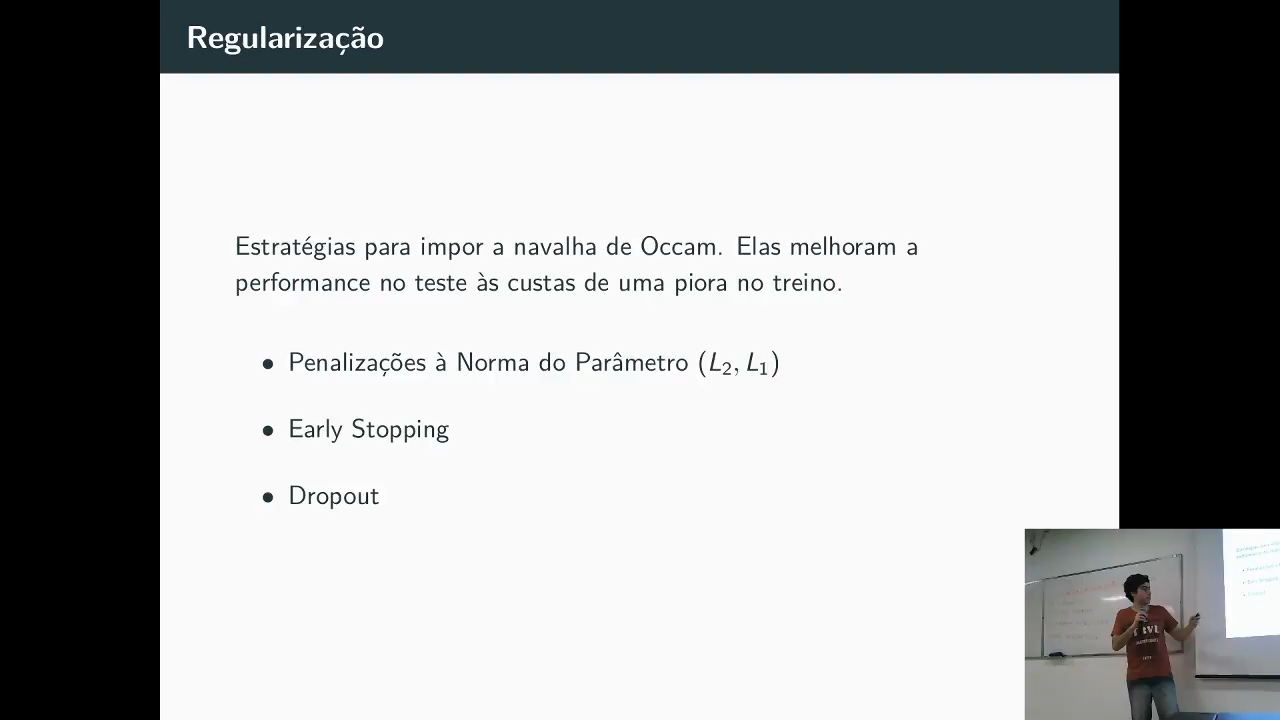 Regularização
Estratégias para impor a navalha de Occam. Elas melhoram a
performance no teste às custas de uma piora no treino.
• Penalizações à Norma do Parâmetro (L₂, L₁)
• Early Stopping
• Dropout